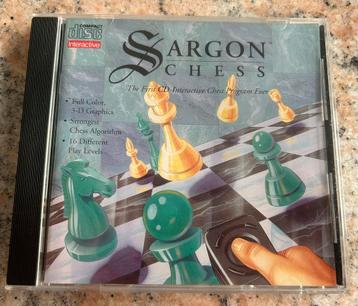 COMPACT
disc
Interactive
SARGON™
CHESS
The First CD-Interactive Chess Program Ever
• Full Color,
3-D Graphics
• Strongest
Chess Algorithm
• 16 Different
Play Levels